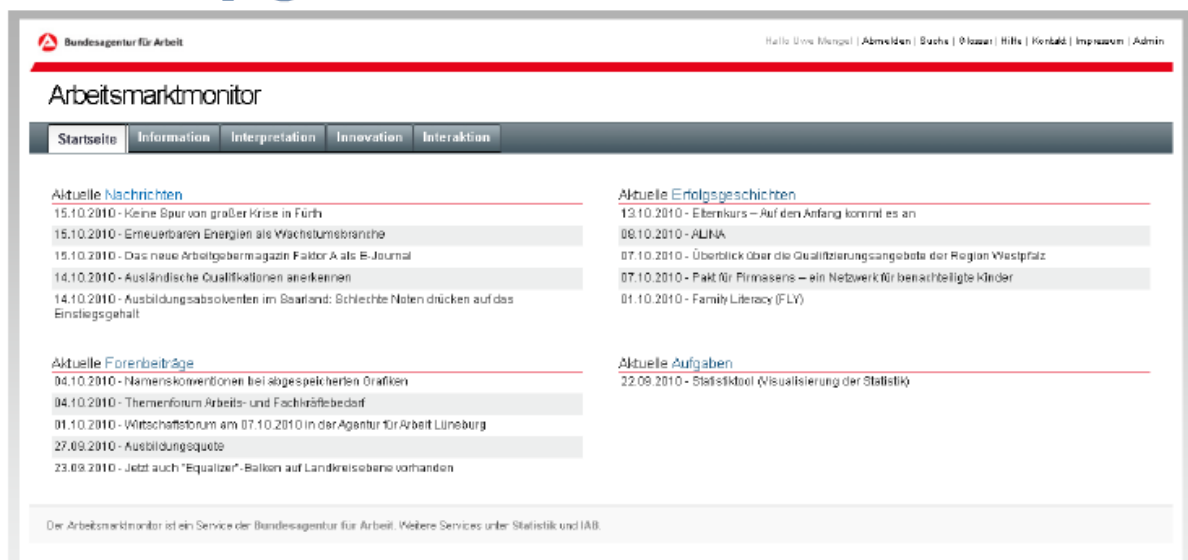 Bundesagentur für Arbeit
Hallo Uwe Mengel | Abmelden | Suche | Glossar | Hilfe | Kontakt | Impressum | Admin
Arbeitsmarktmonitor
Startseite Information Interpretation Innovation Interaktion
Aktuelle Nachrichten
15.10.2010 - Keine Spur von großer Krise in Fürth
15.10.2010 - Erneuerbaren Energien als Wachstumsbranche
15.10.2010 - Das neue Arbeitgebermagazin Faktor A als E-Journal
14.10.2010 - Ausländische Qualifikationen anerkennen
14.10.2010 - Ausbildungsabsolventen im Saarland: Schlechte Noten drücken auf das
Einstiegsgehalt
Aktuelle Erfolgsgeschichten
13.10.2010 - Elternkurs – Auf den Anfang kommt es an
08.10.2010 - ALINA
07.10.2010 - Überblick über die Qualifizierungsangebote der Region Westpfalz
07.10.2010 - Pakt für Pirmasens – ein Netzwerk für benachteiligte Kinder
01.10.2010 - Family Literacy (FLY)
Aktuelle Forenbeiträge
04.10.2010 - Namenskonventionen bei abgespeicherten Grafiken
04.10.2010 - Themenforum Arbeits- und Fachkräftebedarf
01.10.2010 - Wirtschaftsforum am 07.10.2010 in der Agentur für Arbeit Lüneburg
27.09.2010 - Ausbildungsquote
23.09.2010 - Jetzt auch "Equalizer"-Balken auf Landkreisebene vorhanden
Aktuelle Aufgaben
22.09.2010 - Statistiktool (Visualisierung der Statistik)
Der Arbeitsmarktmonitor ist ein Service der Bundesagentur für Arbeit. Weitere Services unter Statistik und IAB.